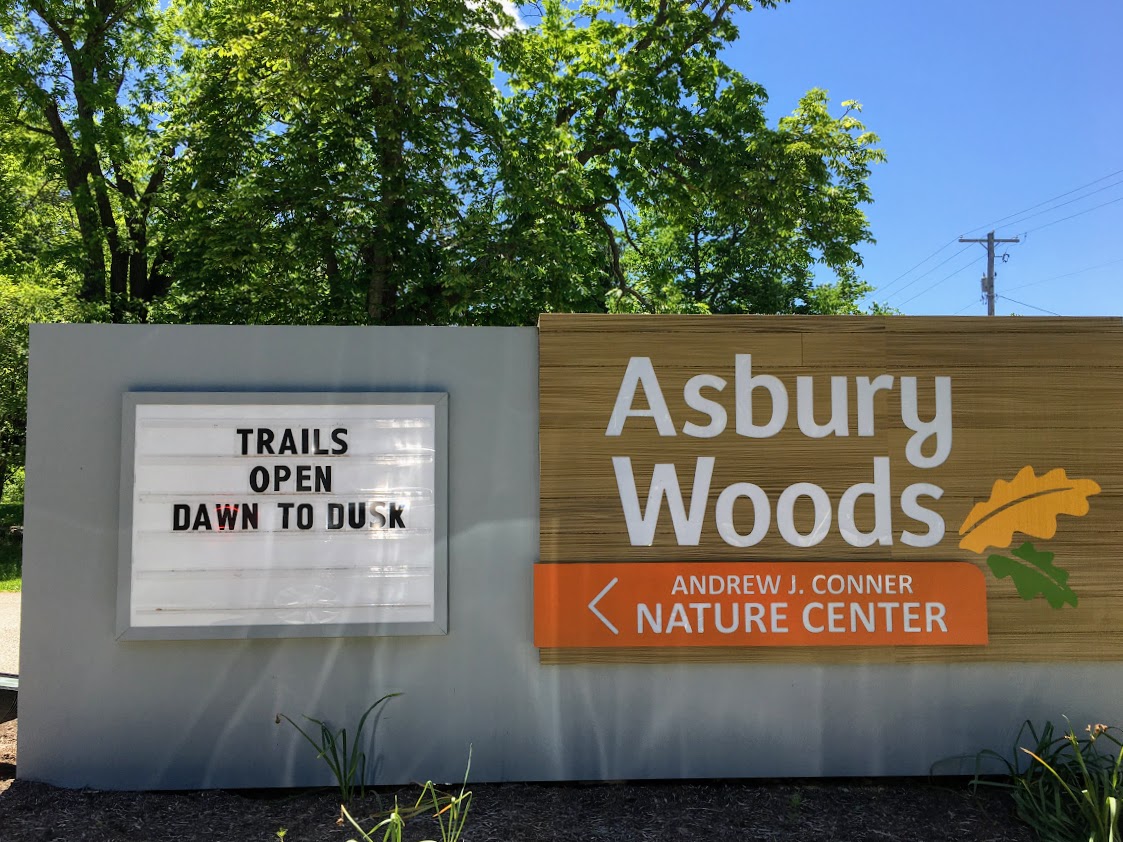 TRAILS
OPEN
DAWN TO DUSK
Asbury
Woods
ANDREW J. CONNER
NATURE CENTER